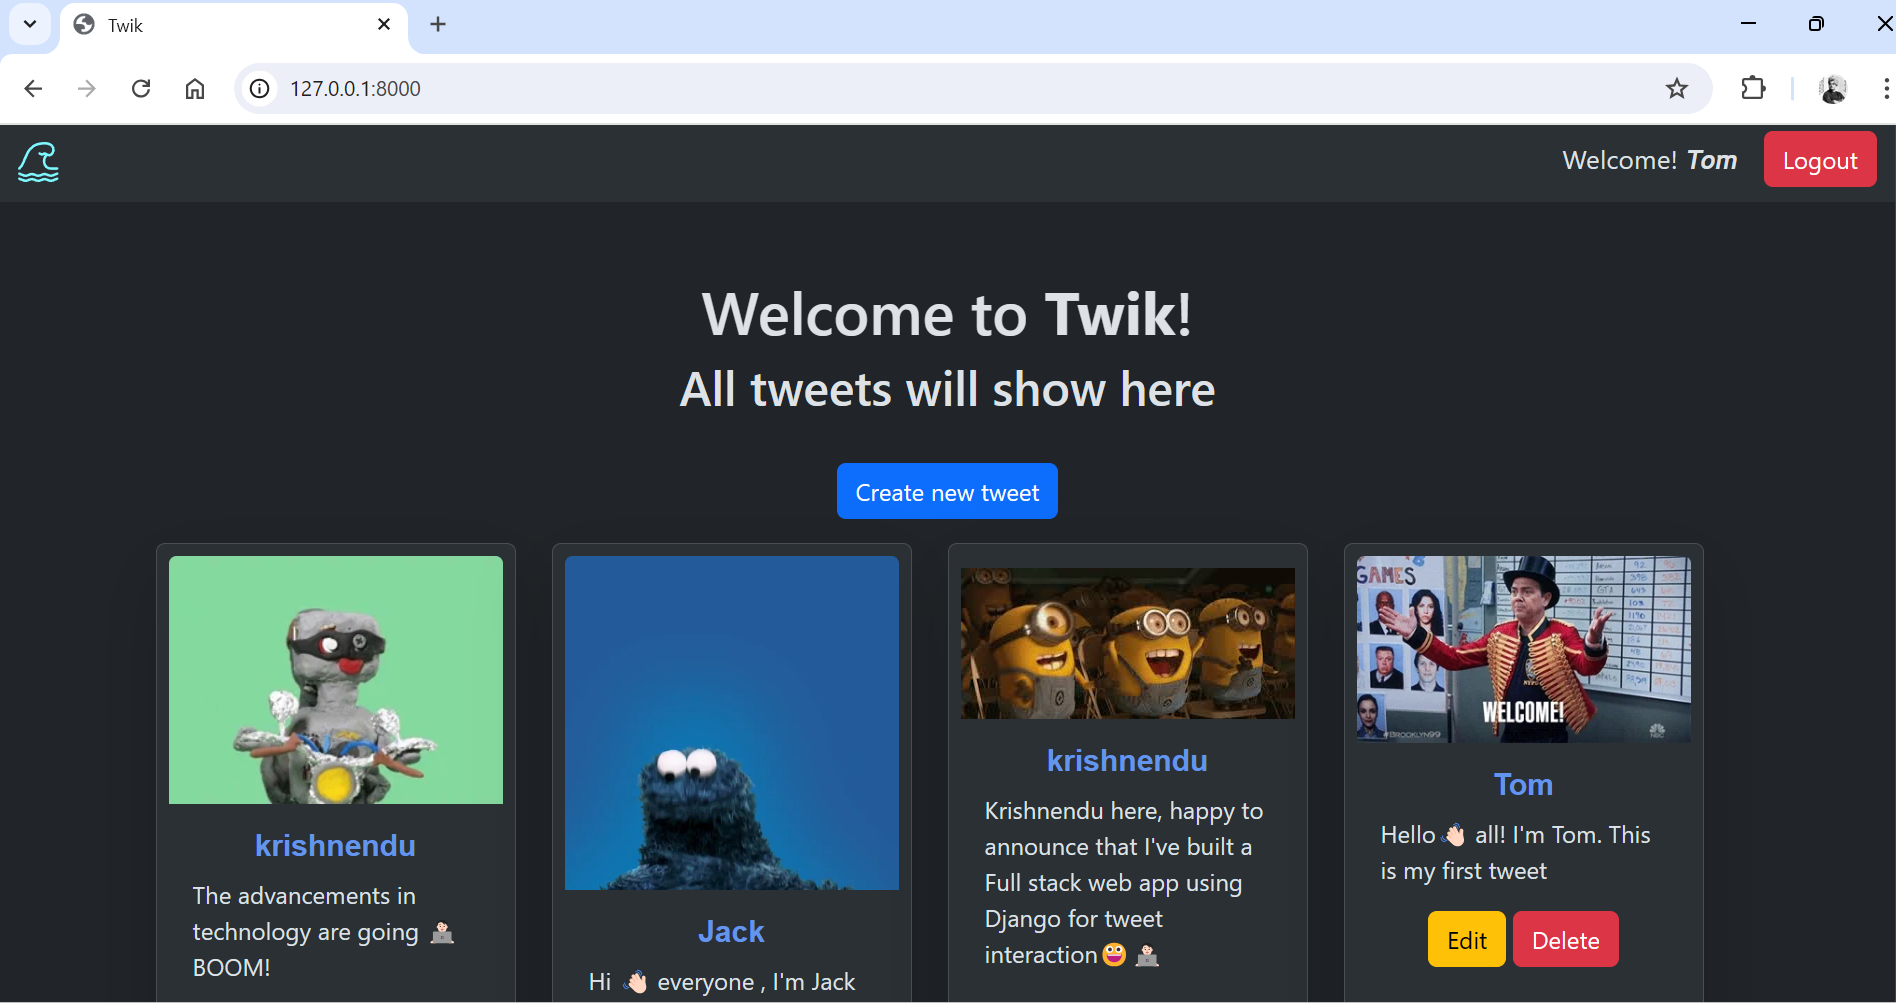 Twik
127.0.0.1:8000
Welcome! Tom
Logout
Welcome to Twik!
All tweets will show here
Create new tweet
krishnendu
The advancements in
technology are going 👨🏻‍💻
BOOM!
Jack
Hi 👋🏻 everyone , I'm Jack
krishnendu
Krishnendu here, happy to
announce that I've built a
Full stack web app using
Django for tweet
interaction😀 👨🏻‍💻
GAMES
WELCOME!
#BROOKLYN99
NBC
Tom
Hello👋🏻 all! I'm Tom. This
is my first tweet
Edit
Delete